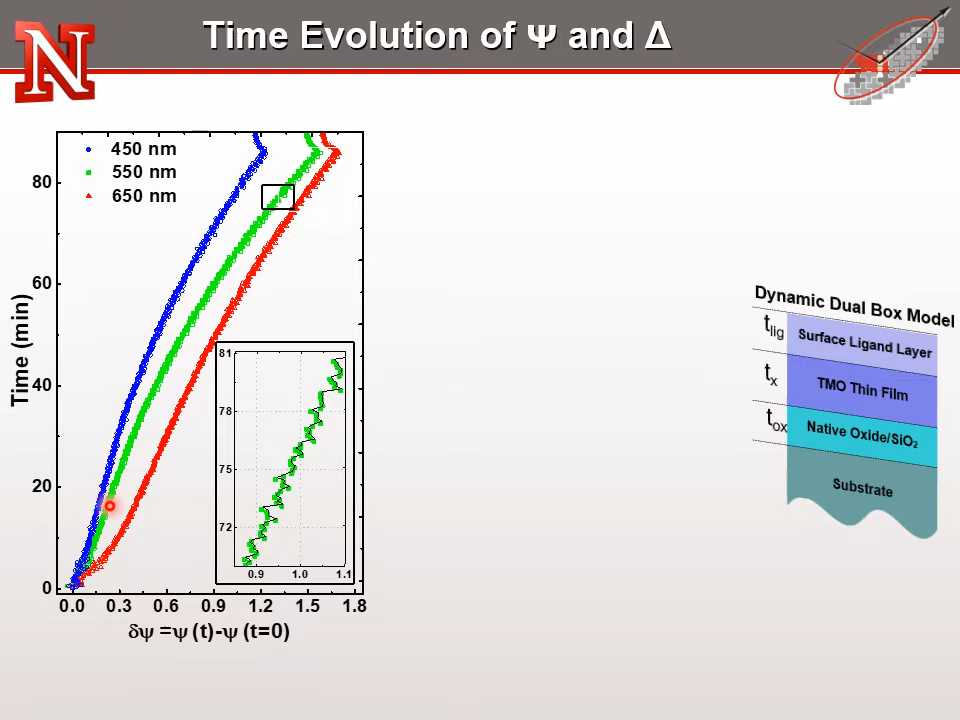 Time Evolution of Ψ and Δ
N
450 nm
550 nm
650 nm
80
60
40
20
0
Time (min)
0.0 0.3 0.6 0.9 1.2 1.5 1.8
δψ =ψ (t)-ψ (t=0)
81
78
75
72
0.9 1.0 1.1
Dynamic Dual Box Model
t_lig Surface Ligand Layer
t_x TMO Thin Film
t_ox Native Oxide/SiO₂
Substrate